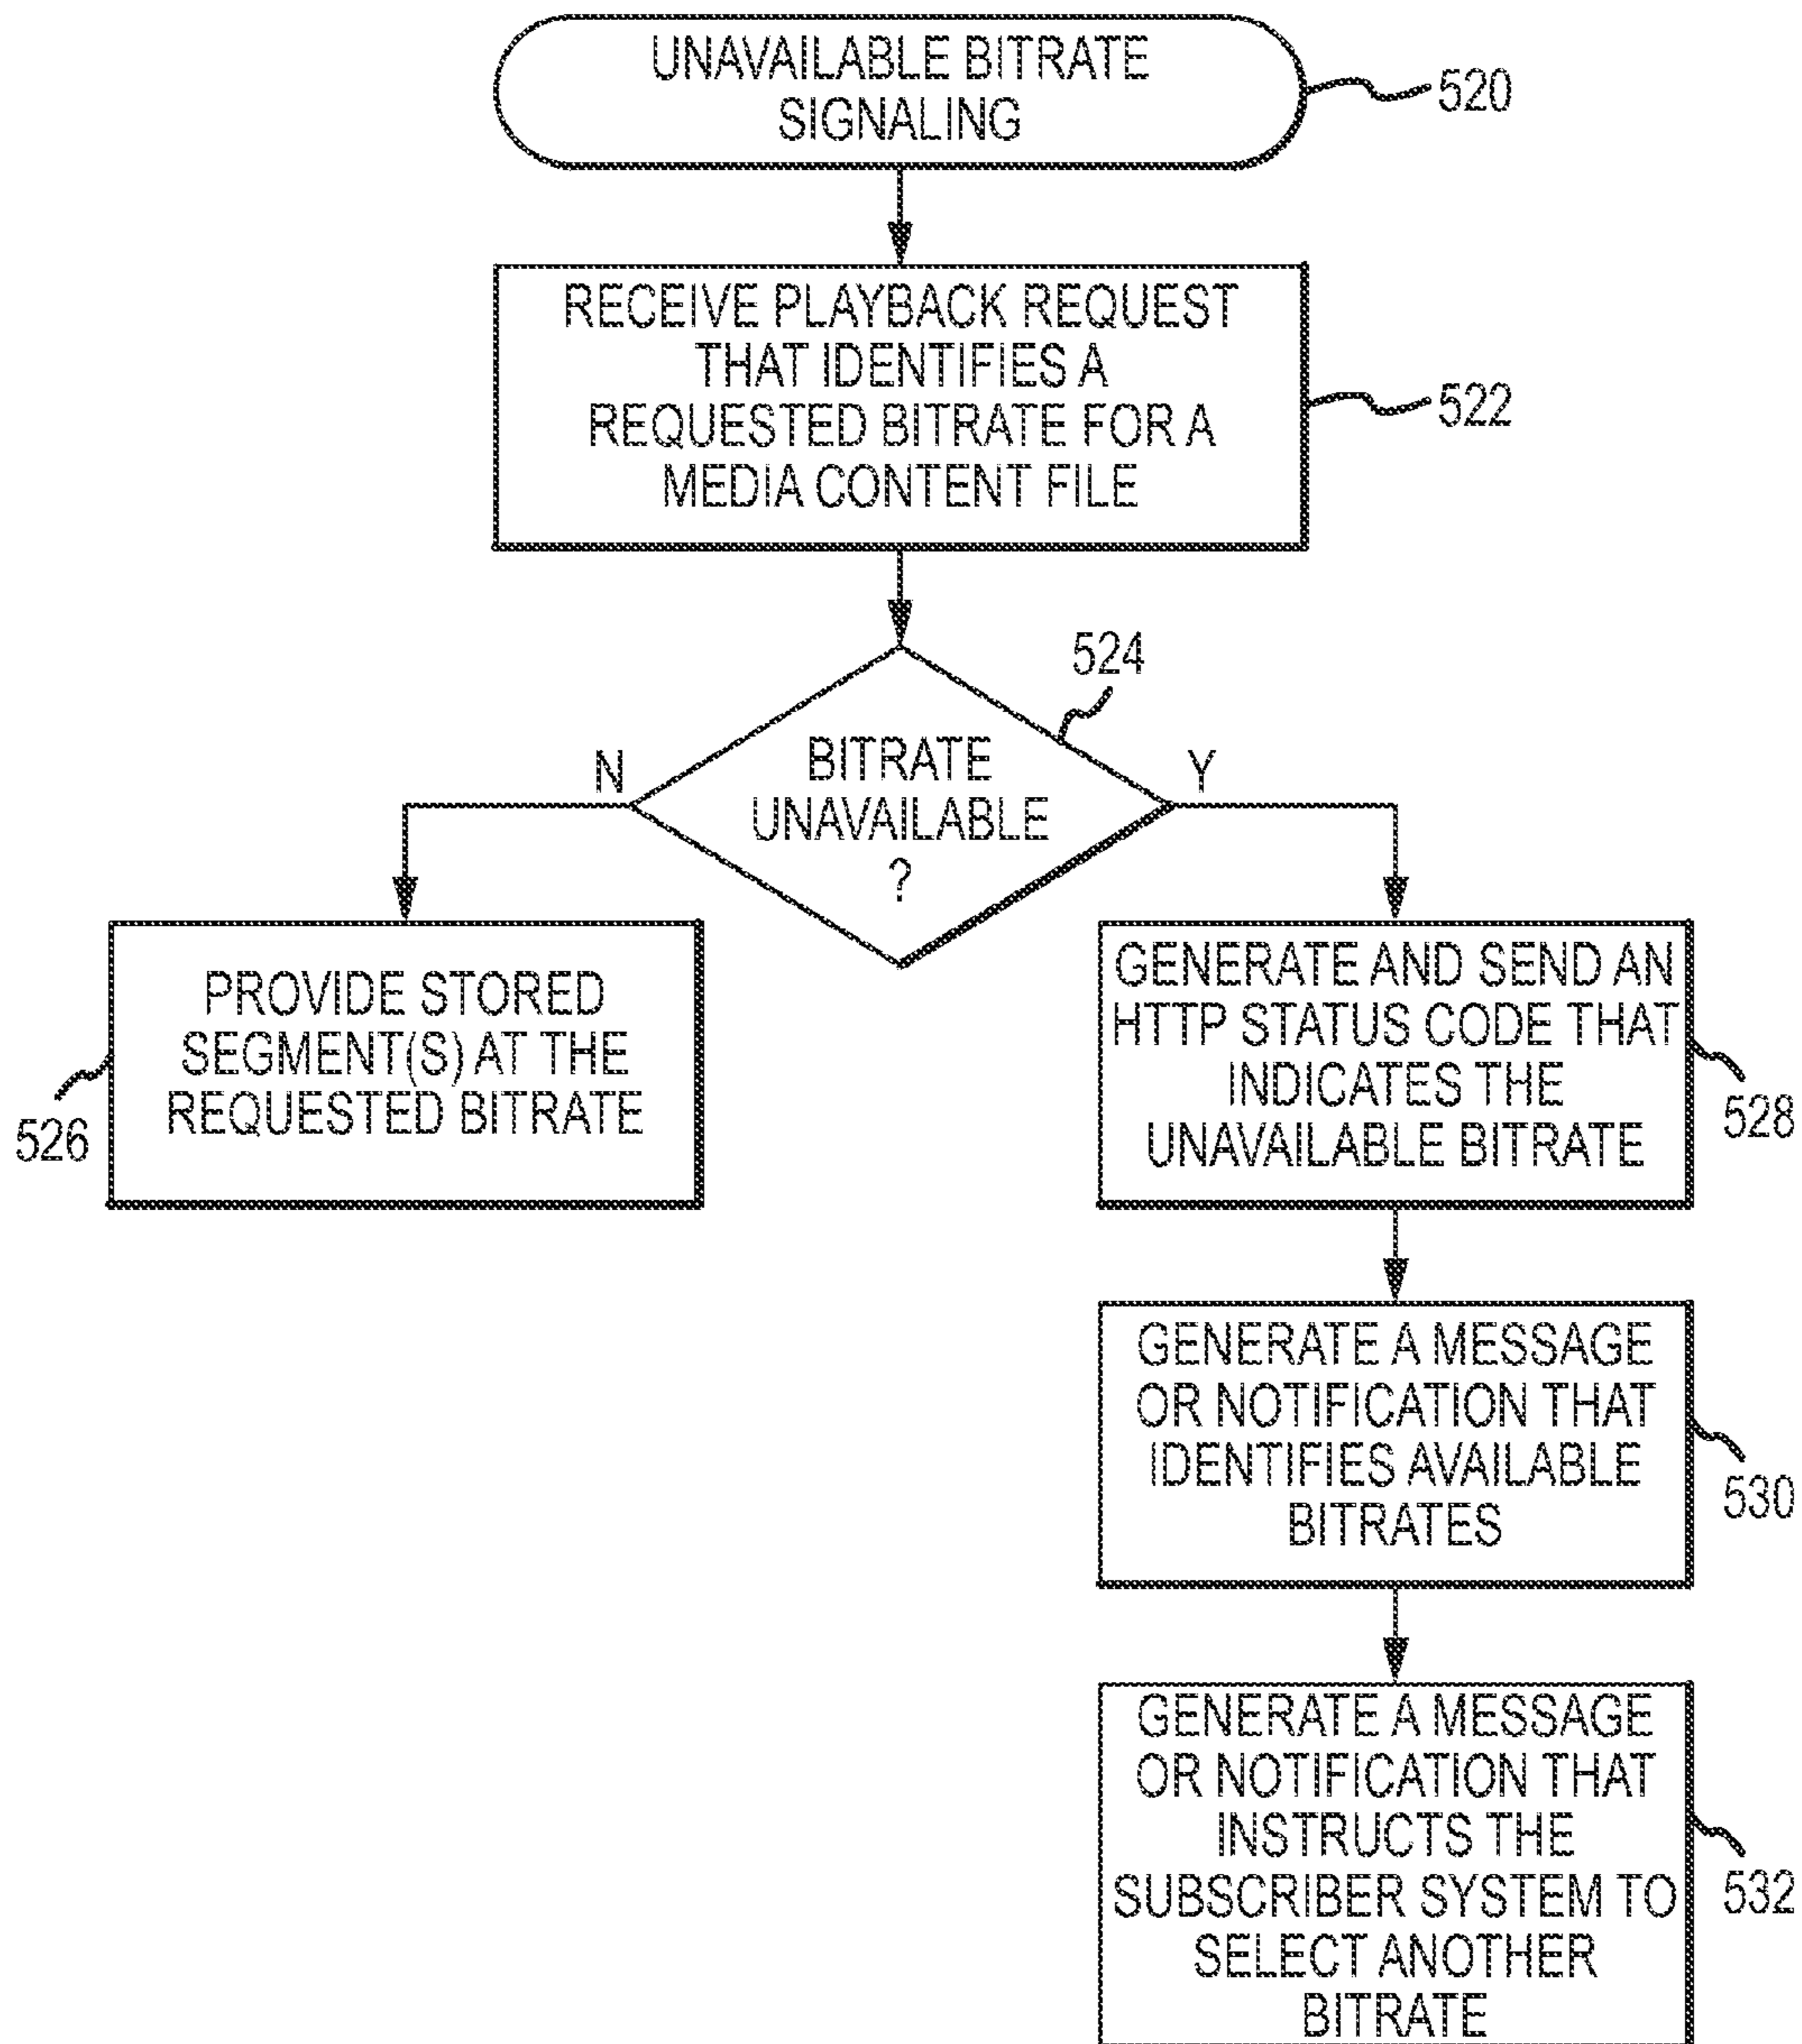 UNAVAILABLE BITRATE
SIGNALING
520
RECEIVE PLAYBACK REQUEST
THAT IDENTIFIES A
REQUESTED BITRATE FOR A
MEDIA CONTENT FILE
522
524
N
BITRATE
UNAVAILABLE
?
Y
PROVIDE STORED
SEGMENT(S) AT THE
REQUESTED BITRATE
526
GENERATE AND SEND AN
HTTP STATUS CODE THAT
INDICATES THE
UNAVAILABLE BITRATE
528
GENERATE A MESSAGE
OR NOTIFICATION THAT
IDENTIFIES AVAILABLE
BITRATES
530
GENERATE A MESSAGE
OR NOTIFICATION THAT
INSTRUCTS THE
SUBSCRIBER SYSTEM TO
SELECT ANOTHER
BITRATE
532